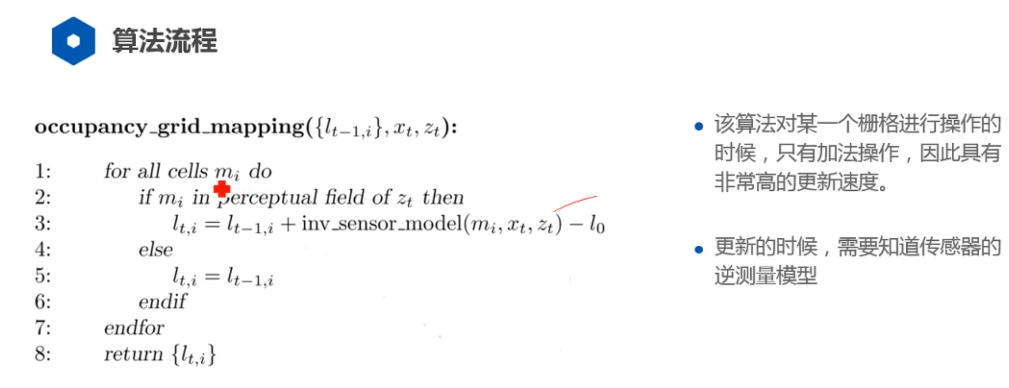 算法流程
occupancy_grid_mapping({l_{t−1,i}}, x_t, z_t):
1: for all cells m_i do
2: if m_i in perceptual field of z_t then
3: l_{t,i} = l_{t−1,i} + inv_sensor_model(m_i, x_t, z_t) − l_0
4: else
5: l_{t,i} = l_{t−1,i}
6: endif
7: endfor
8: return {l_{t,i}}
该算法对某一个栅格进行操作的
时候，只有加法操作，因此具有
非常高的更新速度。
更新的时候，需要知道传感器的
逆测量模型